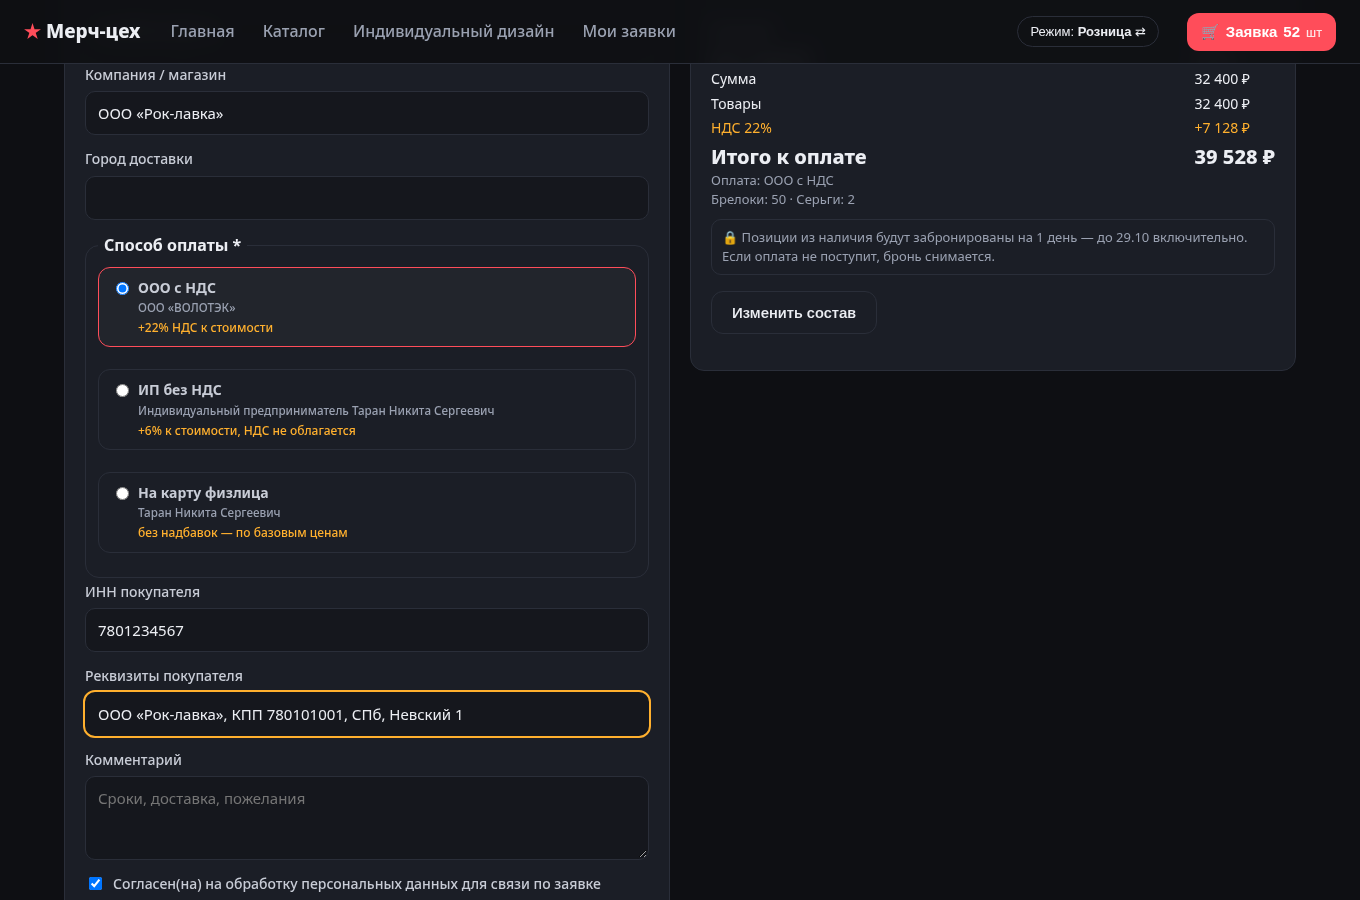 ★ Мерч-цех
Главная
Каталог
Индивидуальный дизайн
Мои заявки
Режим: Розница ⇄
🛒 Заявка 52 шт
Компания / магазин
ООО «Рок-лавка»
Город доставки
Способ оплаты *
ООО с НДС
ООО «ВОЛОТЭК»
+22% НДС к стоимости
ИП без НДС
Индивидуальный предприниматель Таран Никита Сергеевич
+6% к стоимости, НДС не облагается
На карту физлица
Таран Никита Сергеевич
без надбавок — по базовым ценам
ИНН покупателя
7801234567
Реквизиты покупателя
ООО «Рок-лавка», КПП 780101001, СПб, Невский 1
Комментарий
Сроки, доставка, пожелания
Согласен(на) на обработку персональных данных для связи по заявке
Сумма 32 400 ₽
Товары 32 400 ₽
НДС 22% +7 128 ₽
Итого к оплате 39 528 ₽
Оплата: ООО с НДС
Брелоки: 50 · Серьги: 2
🔒 Позиции из наличия будут забронированы на 1 день — до 29.10 включительно.
Если оплата не поступит, бронь снимается.
Изменить состав